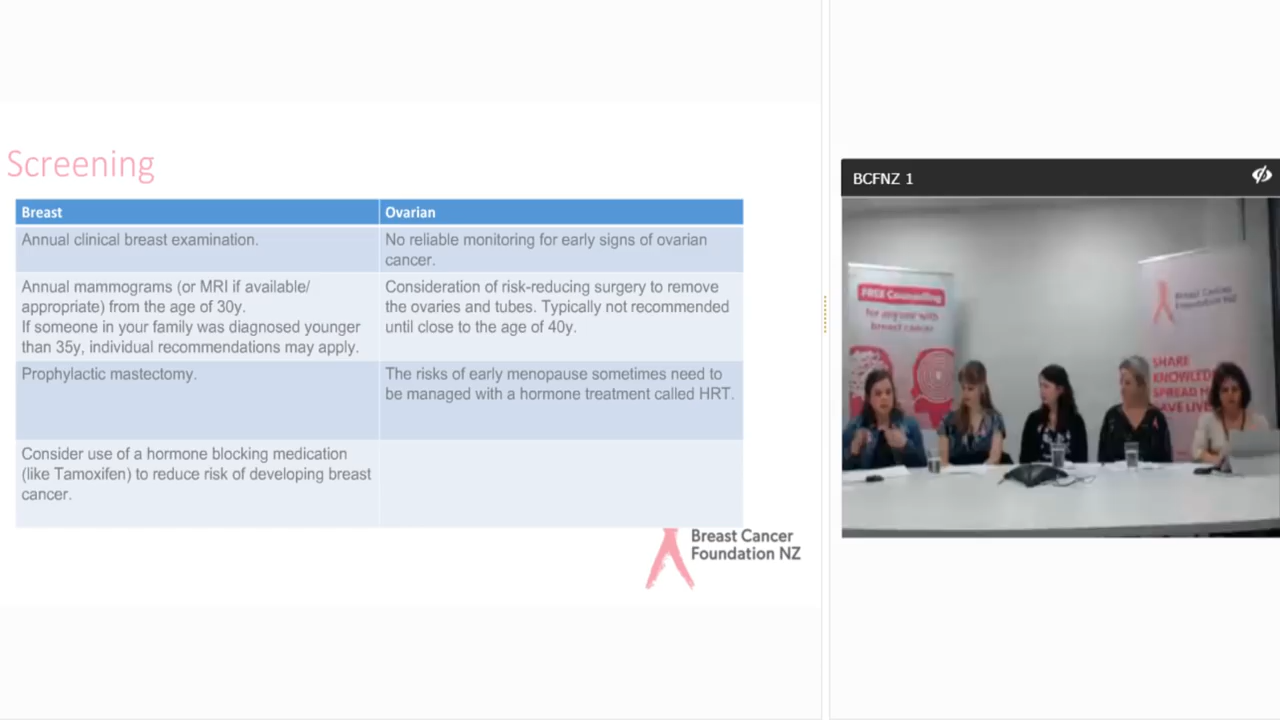 Screening
Breast
Ovarian
Annual clinical breast examination.
No reliable monitoring for early signs of ovarian
cancer.
Annual mammograms (or MRI if available/
appropriate) from the age of 30y.
If someone in your family was diagnosed younger
than 35y, individual recommendations may apply.
Consideration of risk-reducing surgery to remove
the ovaries and tubes. Typically not recommended
until close to the age of 40y.
Prophylactic mastectomy.
The risks of early menopause sometimes need to
be managed with a hormone treatment called HRT.
Consider use of a hormone blocking medication
(like Tamoxifen) to reduce risk of developing breast
cancer.
Breast Cancer
Foundation NZ
BCFNZ 1
FREE Counselling
for anyone with
breast cancer
Breast Cancer
Foundation NZ
SHARE
KNOWLED
SPREAD
SAVE LIVE